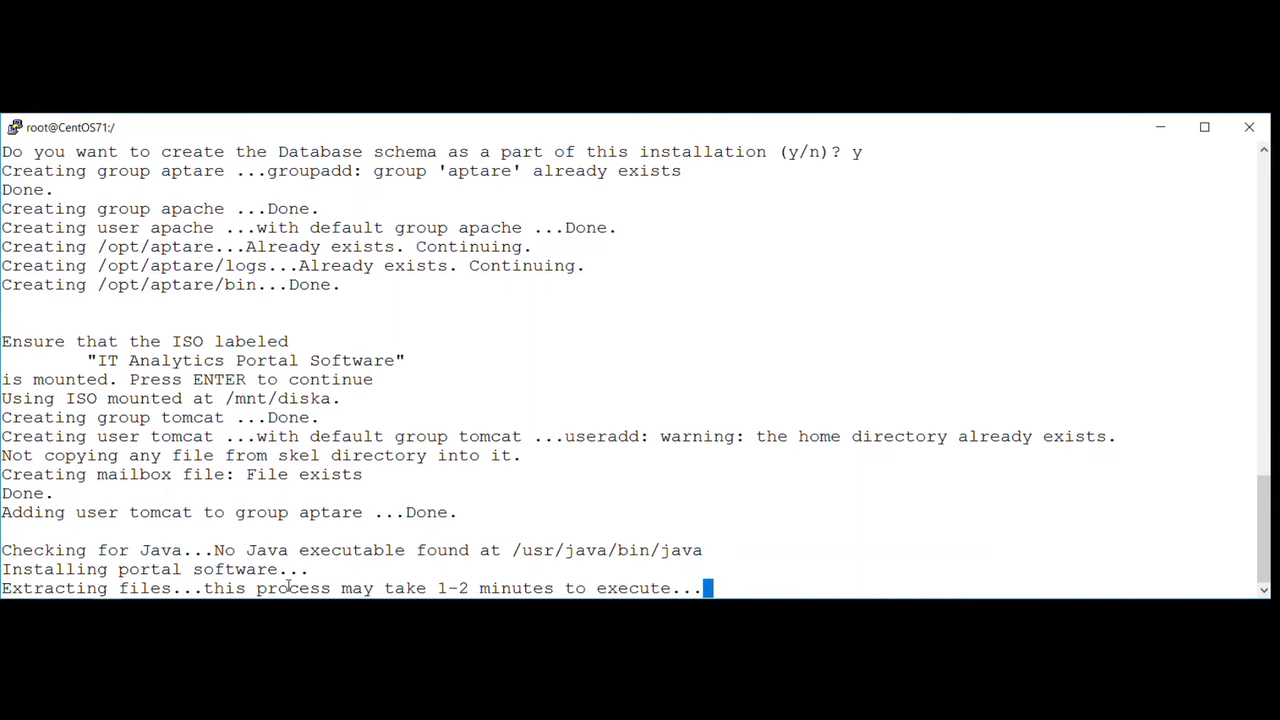 root@CentOS71:/
Do you want to create the Database schema as a part of this installation (y/n)? y
Creating group aptare ...groupadd: group 'aptare' already exists
Done.
Creating group apache ...Done.
Creating user apache ...with default group apache ...Done.
Creating /opt/aptare...Already exists. Continuing.
Creating /opt/aptare/logs...Already exists. Continuing.
Creating /opt/aptare/bin...Done.
Ensure that the ISO labeled
"IT Analytics Portal Software"
is mounted. Press ENTER to continue
Using ISO mounted at /mnt/diska.
Creating group tomcat ...Done.
Creating user tomcat ...with default group tomcat ...useradd: warning: the home directory already exists.
Not copying any file from skel directory into it.
Creating mailbox file: File exists
Done.
Adding user tomcat to group aptare ...Done.
Checking for Java...No Java executable found at /usr/java/bin/java
Installing portal software...
Extracting files...this process may take 1-2 minutes to execute...